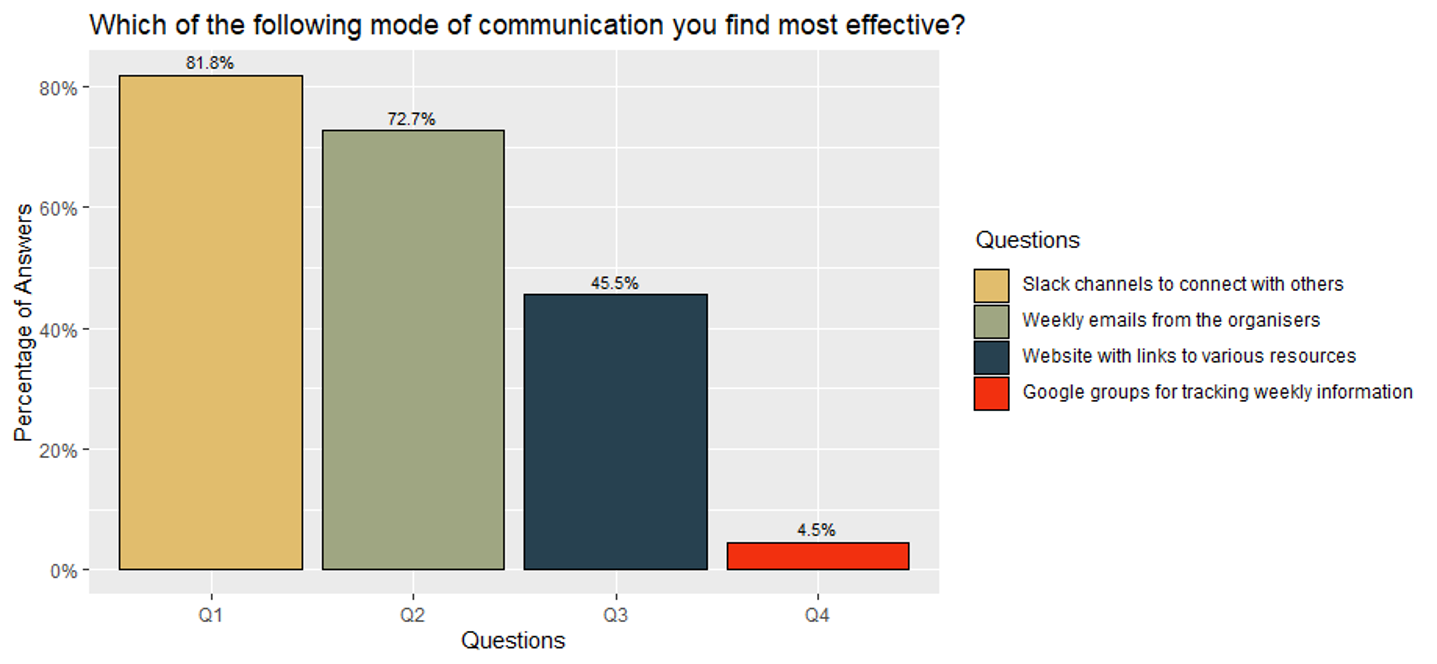 Which of the following mode of communication you find most effective?
81.8%
72.7%
45.5%
4.5%
80%
60%
40%
20%
0%
Percentage of Answers
Q1
Q2
Q3
Q4
Questions
Questions
Slack channels to connect with others
Weekly emails from the organisers
Website with links to various resources
Google groups for tracking weekly information